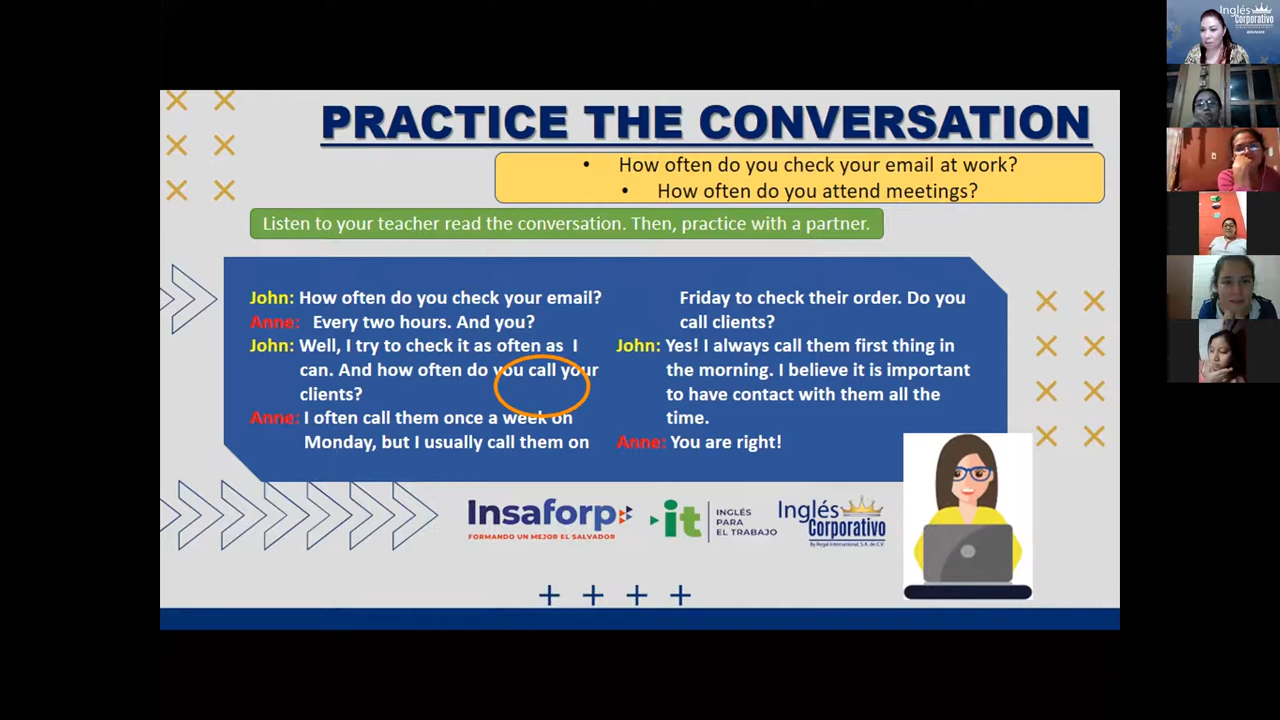 PRACTICE THE CONVERSATION
• How often do you check your email at work?
• How often do you attend meetings?
Listen to your teacher read the conversation. Then, practice with a partner.
John: How often do you check your email?
Anne: Every two hours. And you?
John: Well, I try to check it as often as I
can. And how often do you call your
clients?
Anne: I often call them once a week on
Monday, but I usually call them on
Friday to check their order. Do you
call clients?
John: Yes! I always call them first thing in
the morning. I believe it is important
to have contact with them all the
time.
Anne: You are right!
Insaforp
FORMANDO UN MEJOR EL SALVADOR
it
INGLÉS
PARA
EL TRABAJO
Inglés
Corporativo
By Regal International, S.A. de C.V.
Inglés
Corporativo